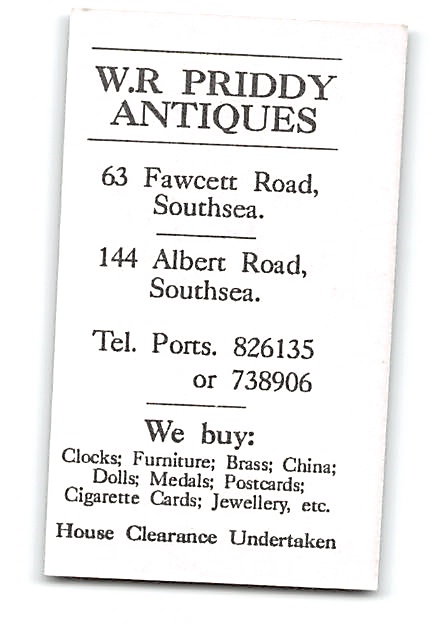 W.R PRIDDY
ANTIQUES
63 Fawcett Road,
Southsea.
144 Albert Road,
Southsea.
Tel. Ports. 826135
or 738906
We buy:
Clocks; Furniture; Brass; China;
Dolls; Medals; Postcards;
Cigarette Cards; Jewellery, etc.
House Clearance Undertaken